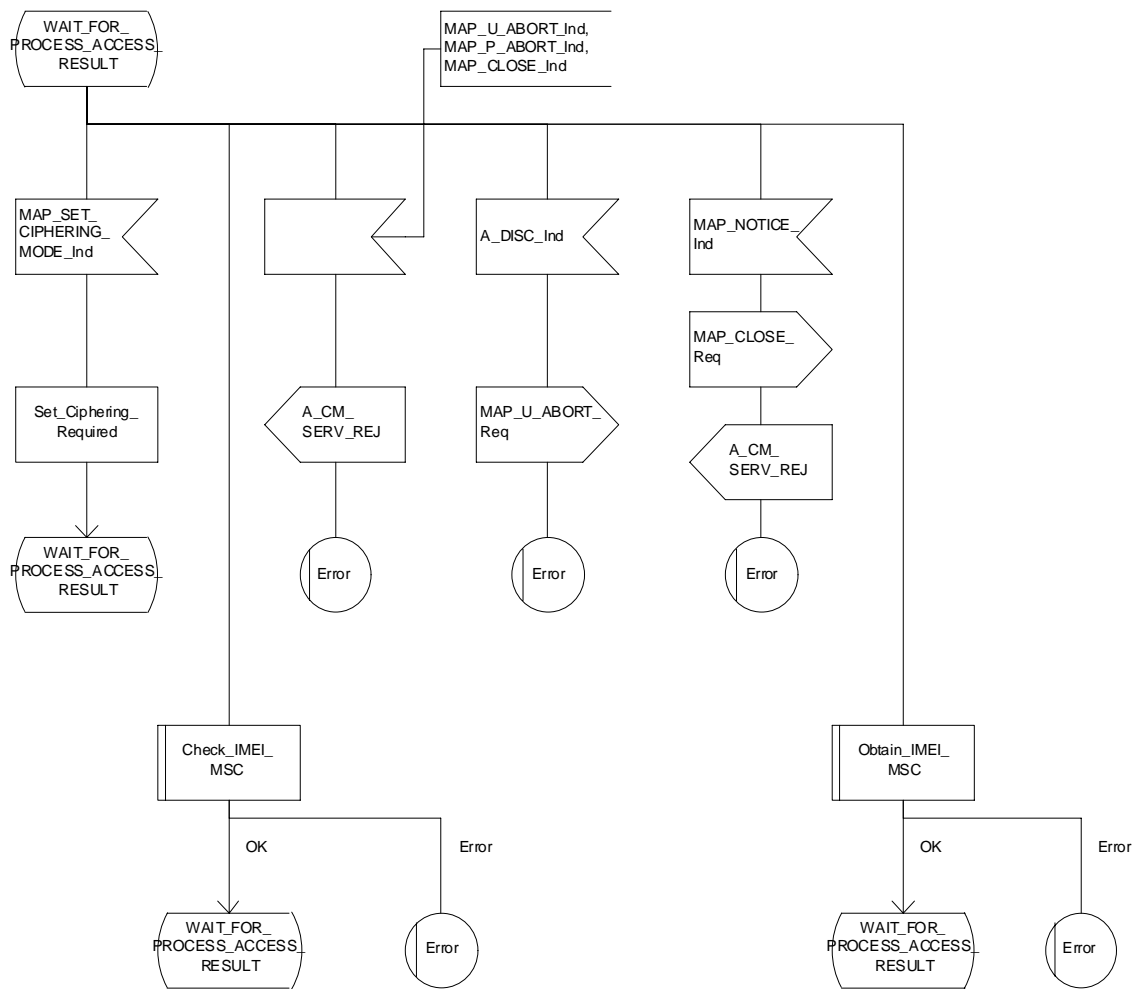 WAIT_FOR_
PROCESS_ACCESS_
RESULT
MAP_U_ABORT_Ind,
MAP_P_ABORT_Ind,
MAP_CLOSE_Ind
MAP_SET_
CIPHERING_
MODE_Ind
A_DISC_Ind
MAP_NOTICE_
Ind
MAP_CLOSE_
Req
Set_Ciphering_
Required
A_CM_
SERV_REJ
MAP_U_ABORT_
Req
A_CM_
SERV_REJ
WAIT_FOR_
PROCESS_ACCESS_
RESULT
Error
Error
Error
Check_IMEI_
MSC
Obtain_IMEI_
MSC
OK
Error
OK
Error
WAIT_FOR_
PROCESS_ACCESS_
RESULT
Error
WAIT_FOR_
PROCESS_ACCESS_
RESULT
Error